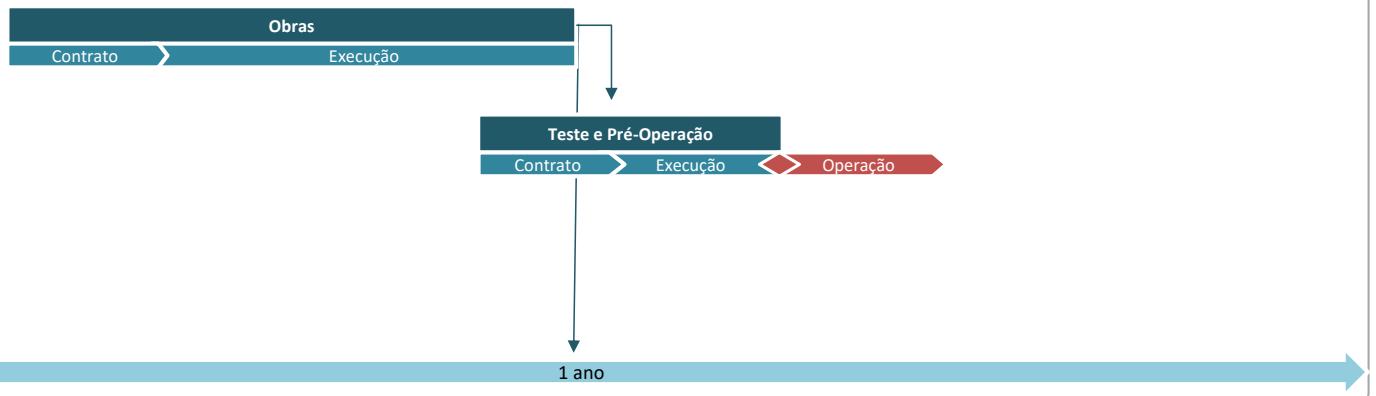 Obras
Contrato
Execução
Teste e Pré-Operação
Contrato
Execução
Operação
1 ano